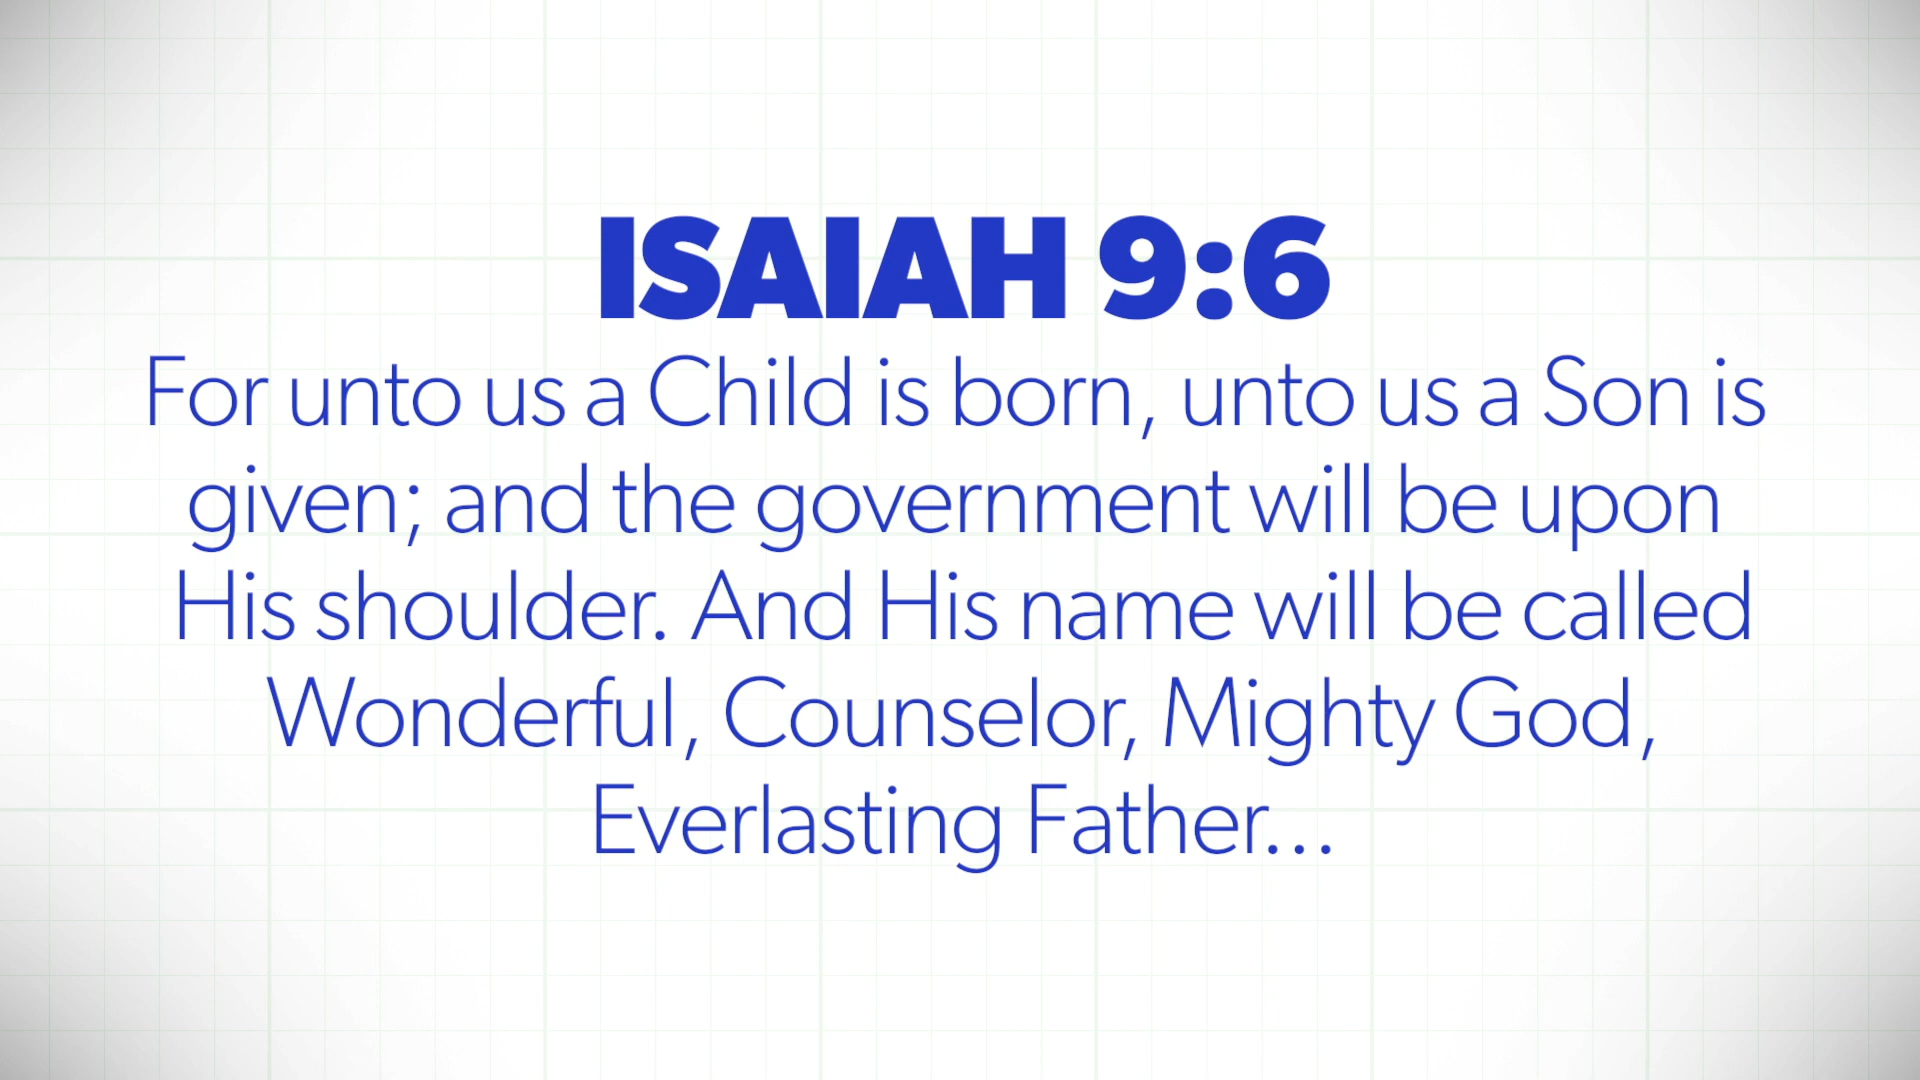 ISAIAH 9:6
For unto us a Child is born, unto us a Son is
given; and the government will be upon
His shoulder. And His name will be called
Wonderful, Counselor, Mighty God,
Everlasting Father...